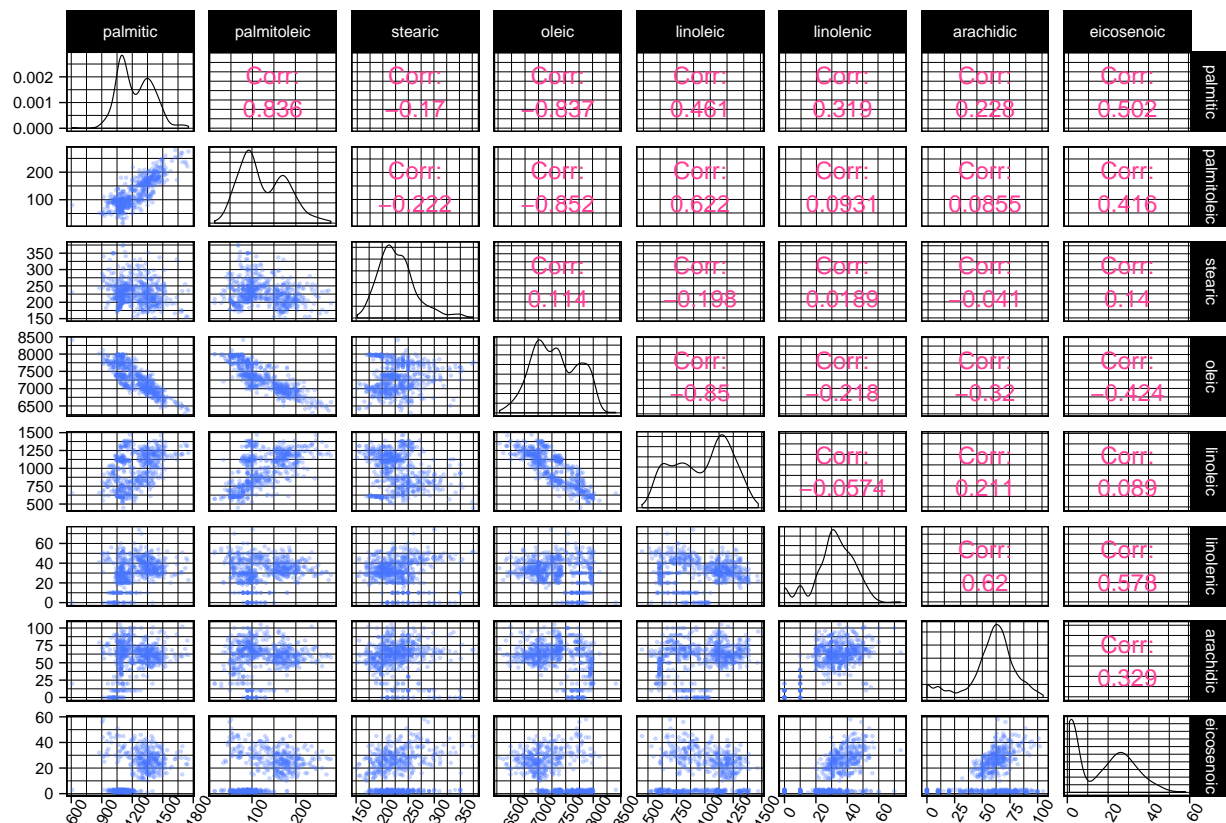 palmitic palmitoleic stearic oleic linoleic linolenic arachidic eicosenoic
0.002
0.001
0.000
Corr: Corr: Corr: Corr: Corr: Corr: Corr:
0.836 −0.17 −0.837 0.461 0.319 0.228 0.502
palmitic
200
100
Corr: Corr: Corr: Corr: Corr: Corr:
−0.222 −0.852 0.622 0.0931 0.0855 0.416
palmitoleic
350
300
250
200
150
Corr: Corr: Corr: Corr: Corr:
0.114 −0.198 0.0189 −0.041 0.14
stearic
8500
8000
7500
7000
6500
Corr: Corr: Corr: Corr:
−0.85 −0.218 −0.32 −0.424
oleic
1500
1250
1000
750
500
Corr: Corr: Corr:
−0.0574 0.211 0.089
linoleic
60
40
20
0
Corr: Corr:
0.62 0.578
linolenic
100
75
50
25
0
Corr:
0.329
arachidic
60
40
20
0
eicosenoic
600 900 1200 1500 1800
100 200
150 200 250 300 350
6500 7000 7500 8000 8500
500 750 1000 1250 1500
0 20 40 60
0 25 50 75 100
0 20 40 60